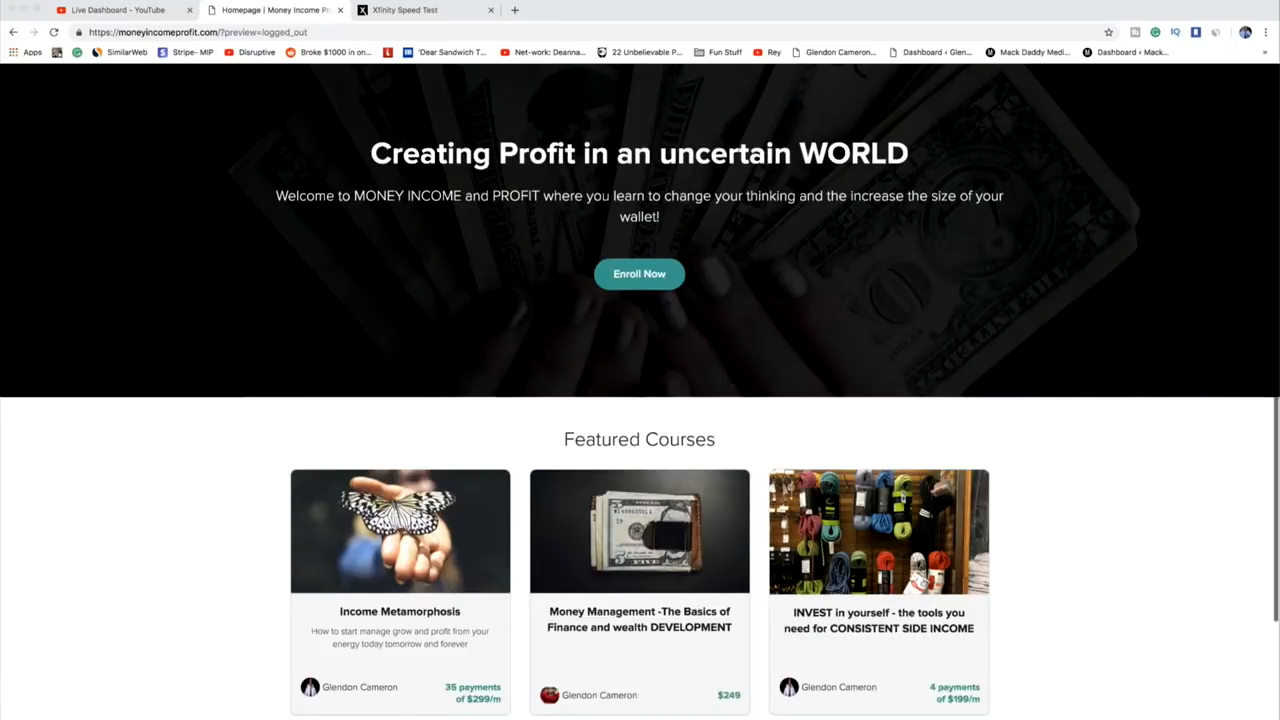 Live Dashboard - YouTube
Homepage | Money Income Pr
Xfinity Speed Test
https://moneyincomeprofit.com/?preview=logged_out
Apps
SimilarWeb
Stripe- MIP
Disruptive
Broke $1000 in on...
'Dear Sandwich T...
Net-work: Deanna...
22 Unbelievable P...
Fun Stuff
Rey
Glendon Cameron...
Dashboard ‹ Glen...
Mack Daddy Medi...
Dashboard ‹ Mack...
Creating Profit in an uncertain WORLD
Welcome to MONEY INCOME and PROFIT where you learn to change your thinking and the increase the size of your
wallet!
Enroll Now
Featured Courses
Income Metamorphosis
How to start manage grow and profit from your
energy today tomorrow and forever
Glendon Cameron
35 payments
of $299/m
Money Management -The Basics of
Finance and wealth DEVELOPMENT
Glendon Cameron
$249
INVEST in yourself - the tools you
need for CONSISTENT SIDE INCOME
Glendon Cameron
4 payments
of $199/m